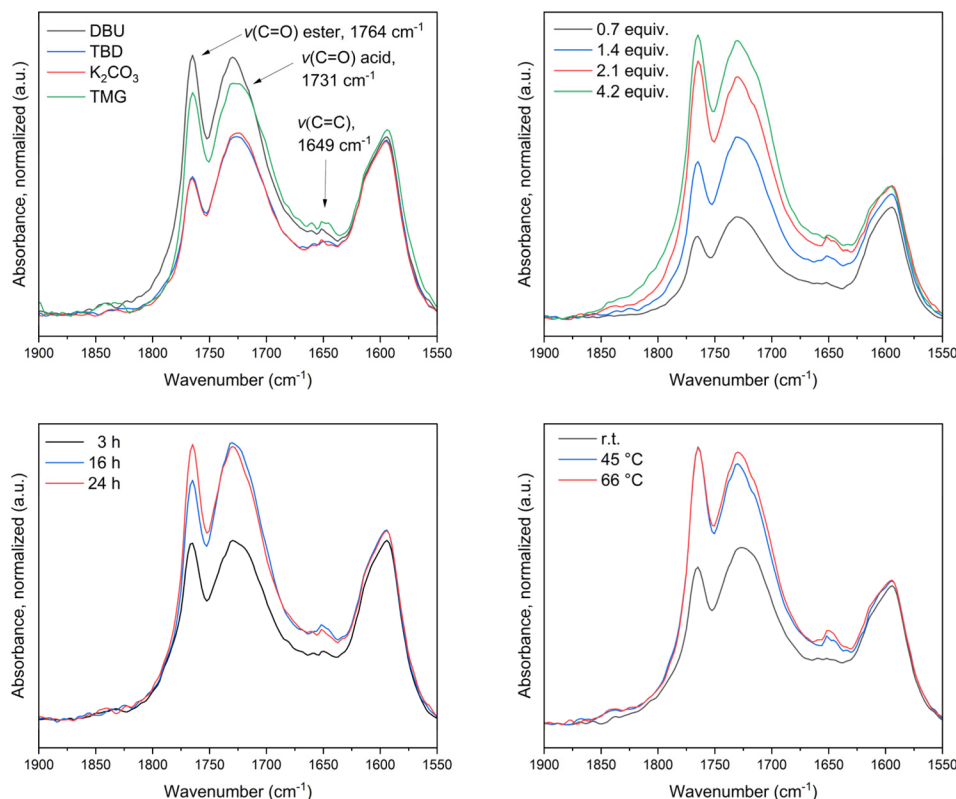 DBU
TBD
K₂CO₃
TMG
ν(C=O) ester, 1764 cm⁻¹
ν(C=O) acid,
1731 cm⁻¹
ν(C=C),
1649 cm⁻¹
Absorbance, normalized (a.u.)
1900 1850 1800 1750 1700 1650 1600 1550
Wavenumber (cm⁻¹)
0.7 equiv.
1.4 equiv.
2.1 equiv.
4.2 equiv.
Absorbance, normalized (a.u.)
1900 1850 1800 1750 1700 1650 1600 1550
Wavenumber (cm⁻¹)
3 h
16 h
24 h
Absorbance, normalized (a.u.)
1900 1850 1800 1750 1700 1650 1600 1550
Wavenumber (cm⁻¹)
r.t.
45 °C
66 °C
Absorbance, normalized (a.u.)
1900 1850 1800 1750 1700 1650 1600 1550
Wavenumber (cm⁻¹)